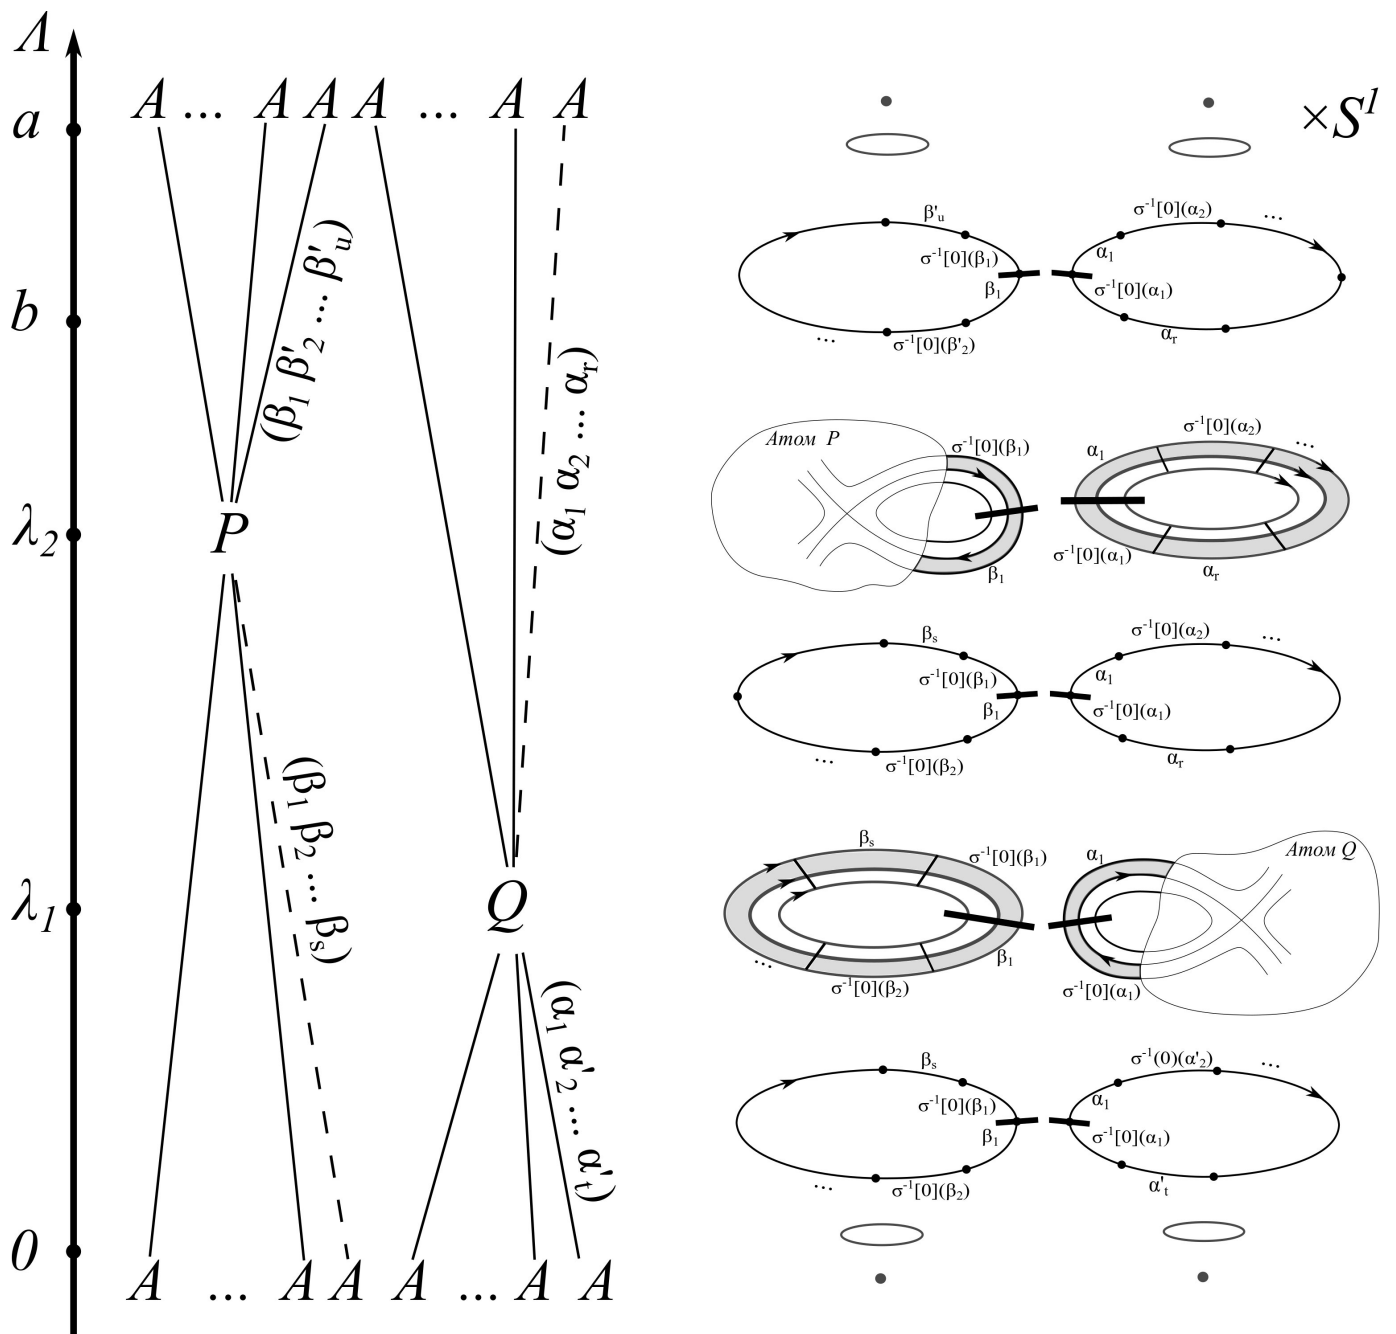 Λ
a
b
λ₂
λ₁
0
A ... A A A ... A A
(β₁ β'₂ ... β'ᵤ)
(α₁ α₂ ... αᵣ)
P
(β₁ β₂ ... βₛ)
Q
(α₁ α'₂ ... α'ₜ)
A ... A A A ... A A
×S¹
β'ᵤ
σ⁻¹[0](β₁)
β₁
σ⁻¹[0](β'₂)
...
σ⁻¹[0](α₂)
...
α₁
σ⁻¹[0](α₁)
αᵣ
Атом P
σ⁻¹[0](β₁)
β₁
σ⁻¹[0](α₂)
...
α₁
σ⁻¹[0](α₁)
αᵣ
βₛ
σ⁻¹[0](β₁)
β₁
σ⁻¹[0](β₂)
...
σ⁻¹[0](α₂)
...
α₁
σ⁻¹[0](α₁)
αᵣ
βₛ
σ⁻¹[0](β₁)
β₁
σ⁻¹[0](β₂)
...
α₁
Атом Q
σ⁻¹[0](α₁)
βₛ
σ⁻¹[0](β₁)
β₁
σ⁻¹[0](β₂)
...
σ⁻¹(0)(α'₂)
...
α₁
σ⁻¹[0](α₁)
α'ₜ